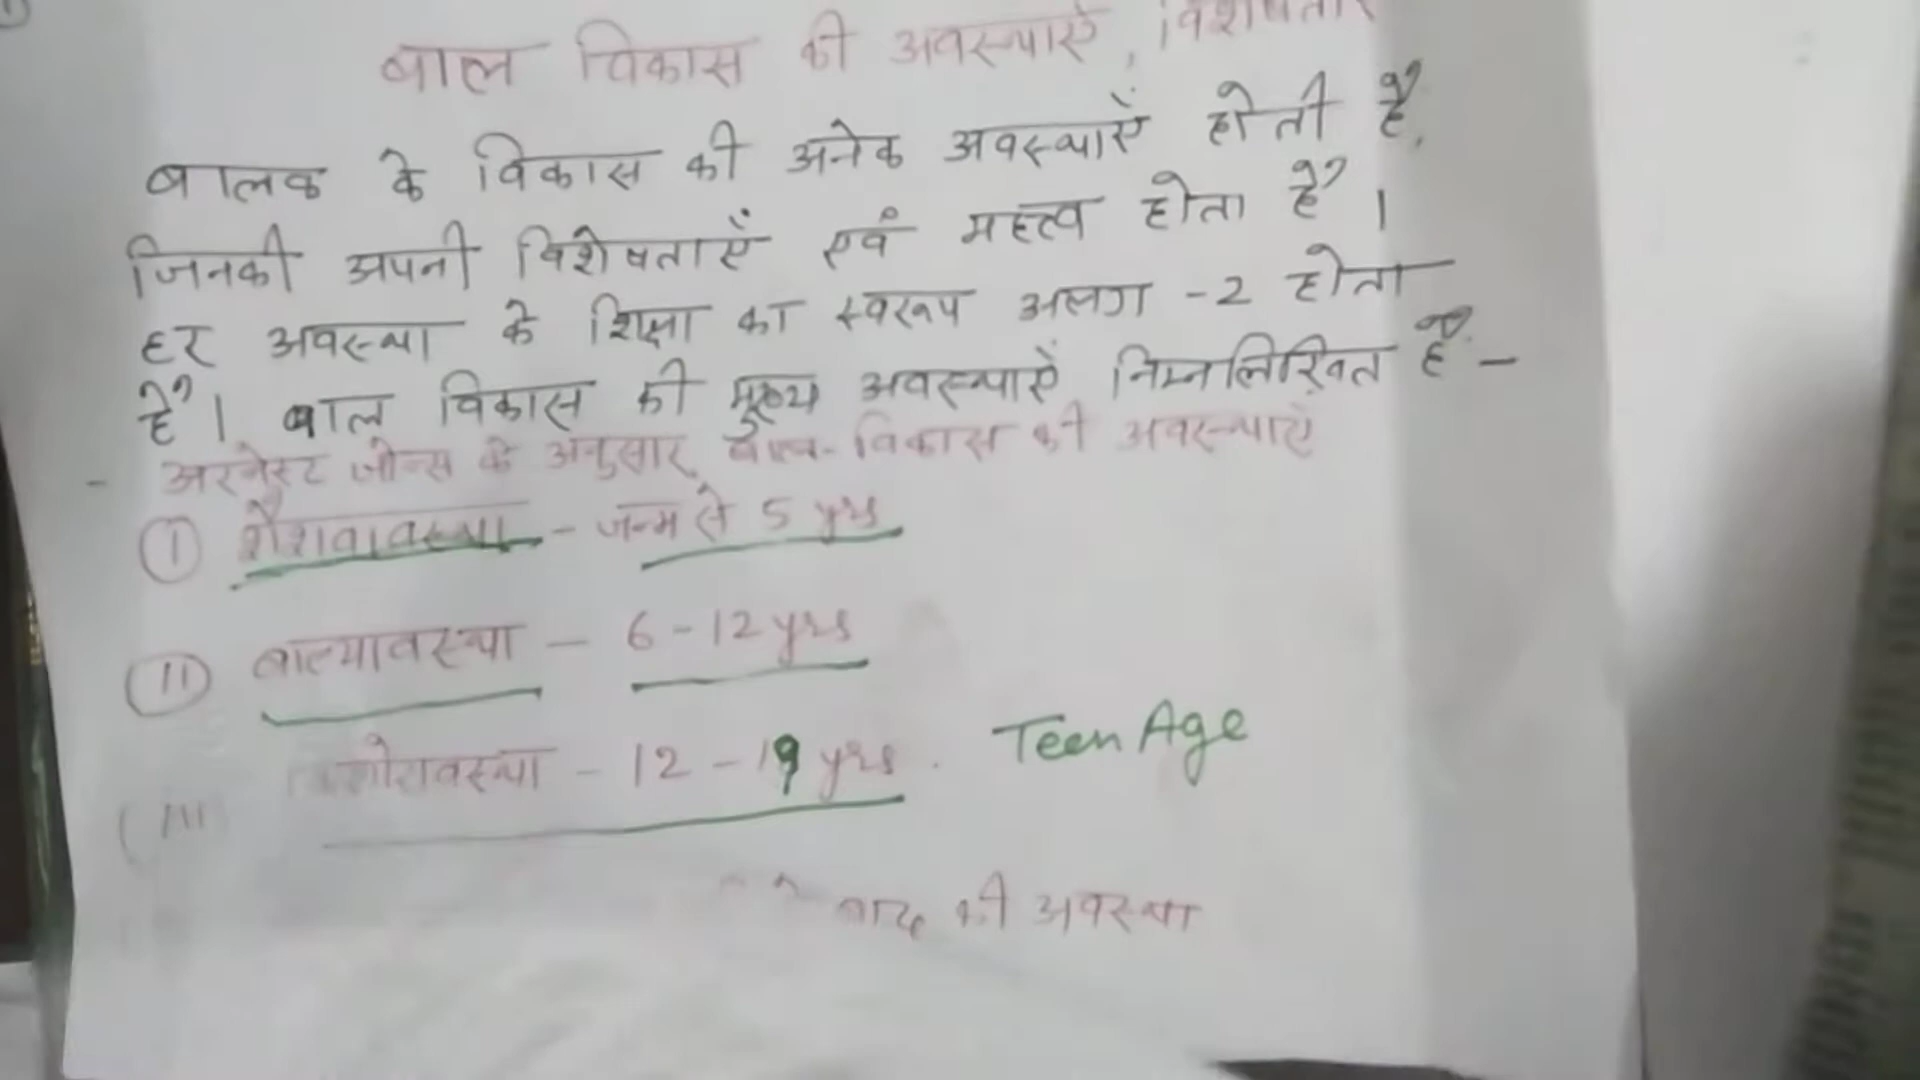 बाल विकास की अवस्थाऐं, विशेषताएं
बालक के विकास की अनेक अवस्थाऐं होती हैं,
जिनकी अपनी विशेषताऐं एवं महत्व होता हैं ।
हर अवस्था के शिक्षा का स्वरूप अलग -2 होता
हैं । बाल विकास की मुख्य अवस्थाऐं निम्नलिखित हैं -
- अरनेस्ट जोन्स के अनुसार, बाल-विकास की अवस्थाएं
(I) शैशवावस्था - जन्म से 5 yrs
(II) बाल्यावस्था - 6 - 12 yrs
(III) किशोरावस्था - 12 - 19 yrs. Teen Age
बाद की अवस्था